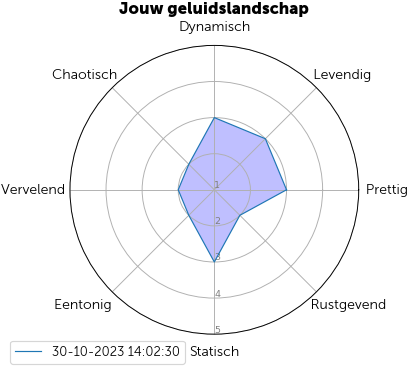 Jouw geluidslandschap
Dynamisch
Chaotisch
Levendig
Vervelend
Prettig
1
2
3
4
5
Eentonig
Rustgevend
Statisch
30-10-2023 14:02:30